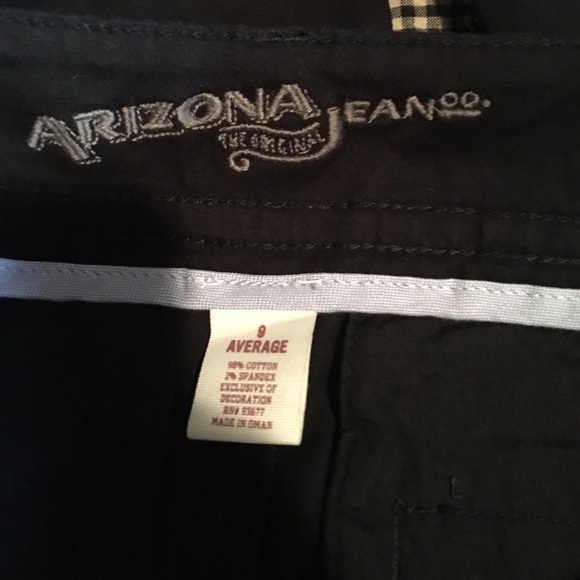 ARIZONA JEAN CO.
THE ORIGINAL
9
AVERAGE
98% COTTON
2% SPANDEX
EXCLUSIVE OF
DECORATION
RN# 93677
MADE IN OMAN